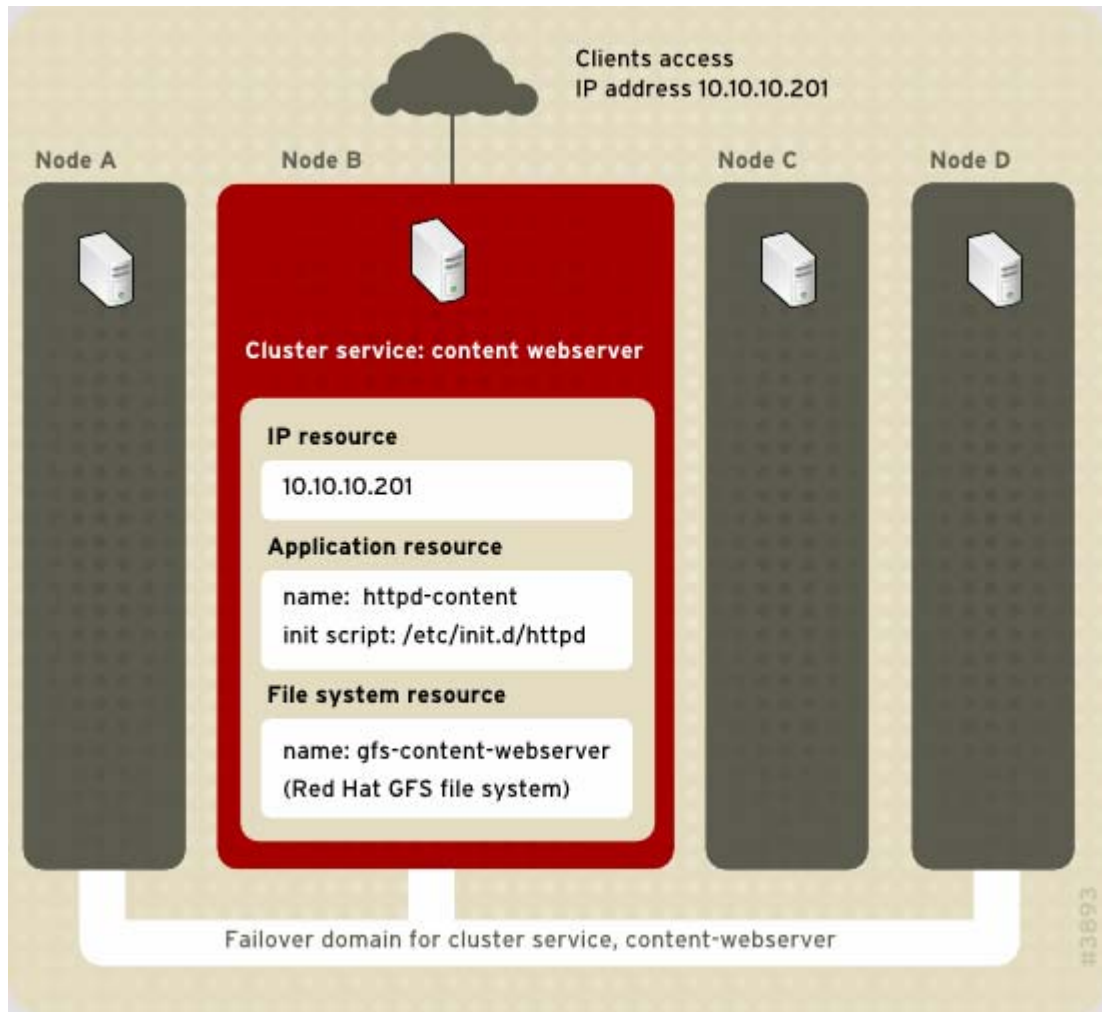 Clients access
IP address 10.10.10.201
Node A
Node B
Node C
Node D
Cluster service: content webserver
IP resource
10.10.10.201
Application resource
name: httpd-content
init script: /etc/init.d/httpd
File system resource
name: gfs-content-webserver
(Red Hat GFS file system)
Failover domain for cluster service, content-webserver
#3893